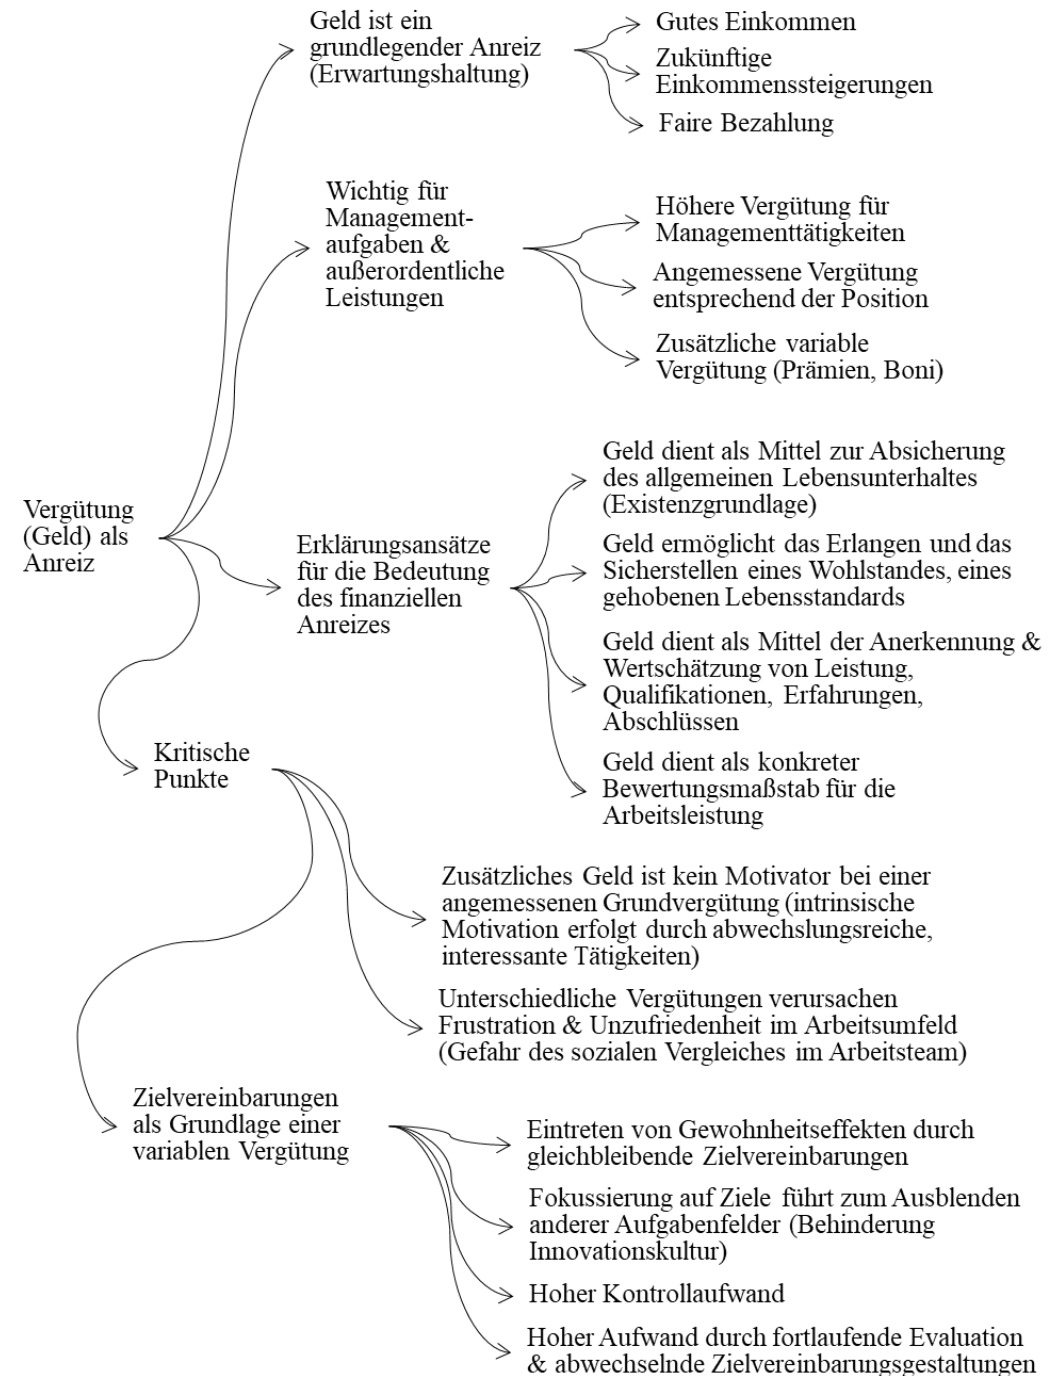 Geld ist ein
grundlegender Anreiz
(Erwartungshaltung)
Gutes Einkommen
Zukünftige
Einkommenssteigerungen
Faire Bezahlung
Wichtig für
Management-
aufgaben &
außerordentliche
Leistungen
Höhere Vergütung für
Managementtätigkeiten
Angemessene Vergütung
entsprechend der Position
Zusätzliche variable
Vergütung (Prämien, Boni)
Vergütung
(Geld) als
Anreiz
Erklärungsansätze
für die Bedeutung
des finanziellen
Anreizes
Geld dient als Mittel zur Absicherung
des allgemeinen Lebensunterhaltes
(Existenzgrundlage)
Geld ermöglicht das Erlangen und das
Sicherstellen eines Wohlstandes, eines
gehobenen Lebensstandards
Geld dient als Mittel der Anerkennung &
Wertschätzung von Leistung,
Qualifikationen, Erfahrungen,
Abschlüssen
Geld dient als konkreter
Bewertungsmaßstab für die
Arbeitsleistung
Kritische
Punkte
Zusätzliches Geld ist kein Motivator bei einer
angemessenen Grundvergütung (intrinsische
Motivation erfolgt durch abwechslungsreiche,
interessante Tätigkeiten)
Unterschiedliche Vergütungen verursachen
Frustration & Unzufriedenheit im Arbeitsumfeld
(Gefahr des sozialen Vergleiches im Arbeitsteam)
Zielvereinbarungen
als Grundlage einer
variablen Vergütung
Eintreten von Gewohnheitseffekten durch
gleichbleibende Zielvereinbarungen
Fokussierung auf Ziele führt zum Ausblenden
anderer Aufgabenfelder (Behinderung
Innovationskultur)
Hoher Kontrollaufwand
Hoher Aufwand durch fortlaufende Evaluation
& abwechselnde Zielvereinbarungsgestaltungen